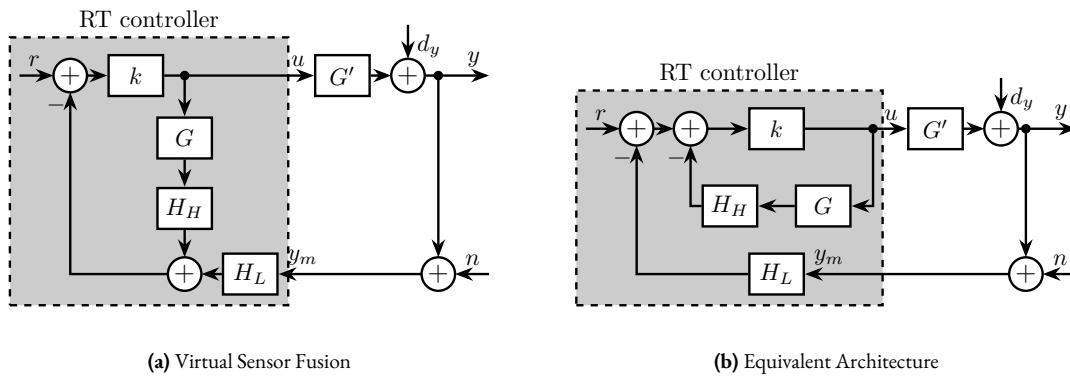 RT controller
r
+
k
u
G′
+
d_y
y
−
G
H_H
+
H_L
y_m
+
n
(a) Virtual Sensor Fusion
RT controller
r
+
+
k
u
G′
+
d_y
y
−
−
H_H
G
H_L
y_m
+
n
(b) Equivalent Architecture